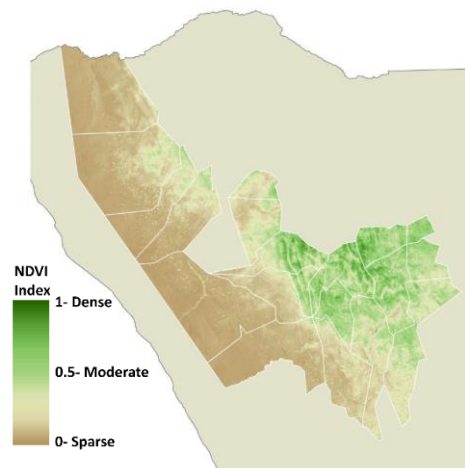 NDVI
Index
1- Dense
0.5- Moderate
0- Sparse